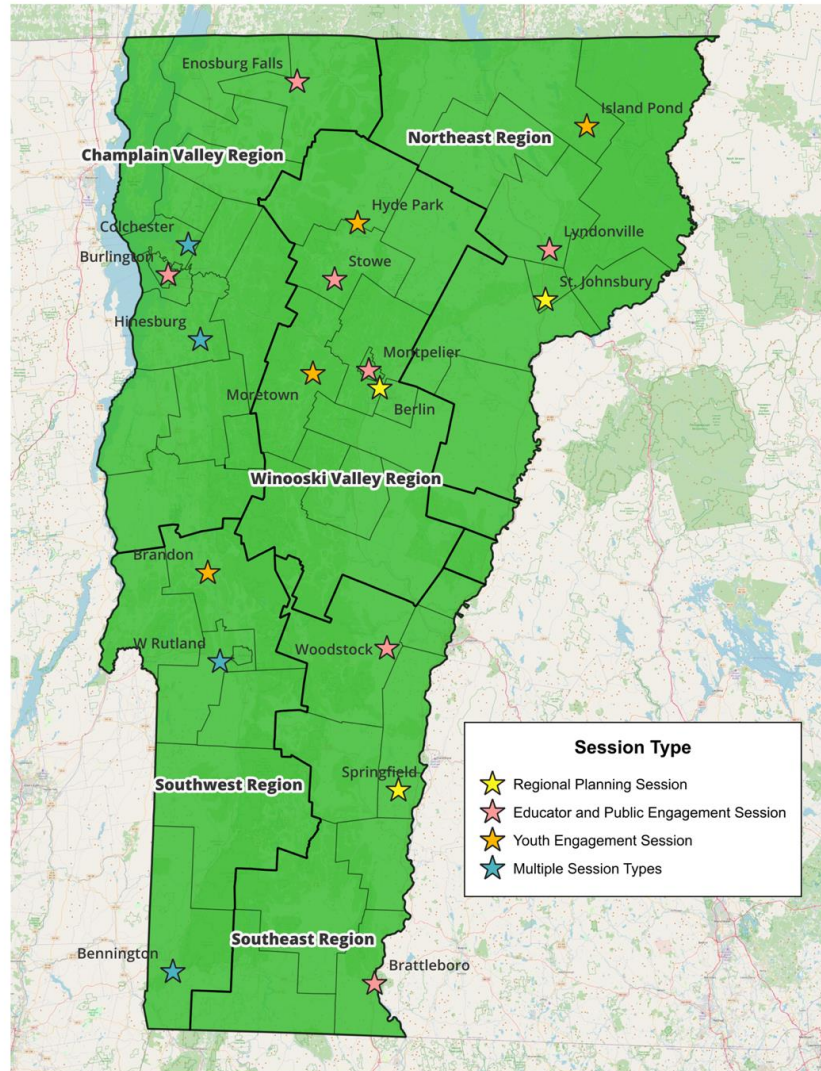 Enosburg Falls
Island Pond
Northeast Region
Champlain Valley Region
Hyde Park
Colchester
Lyndonville
Burlington
Stowe
St. Johnsbury
Hinesburg
Montpelier
Moretown
Berlin
Winooski Valley Region
Brandon
W Rutland
Woodstock
Session Type
Springfield
Southwest Region
Regional Planning Session
Educator and Public Engagement Session
Youth Engagement Session
Multiple Session Types
Southeast Region
Bennington
Brattleboro